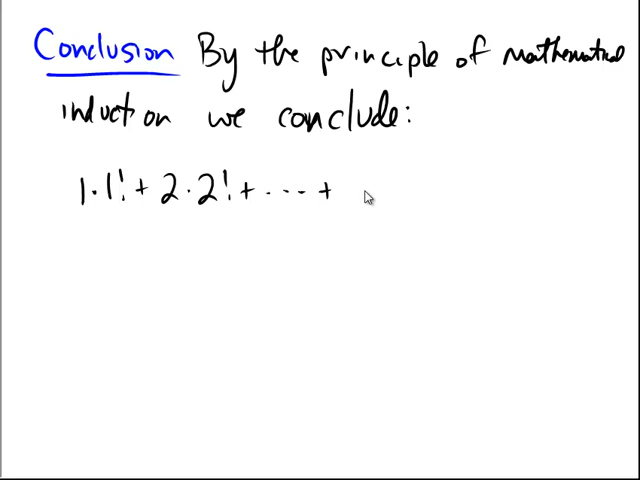 Conclusion By the principle of mathematical
induction we conclude:
1·1! + 2·2! + ··· +